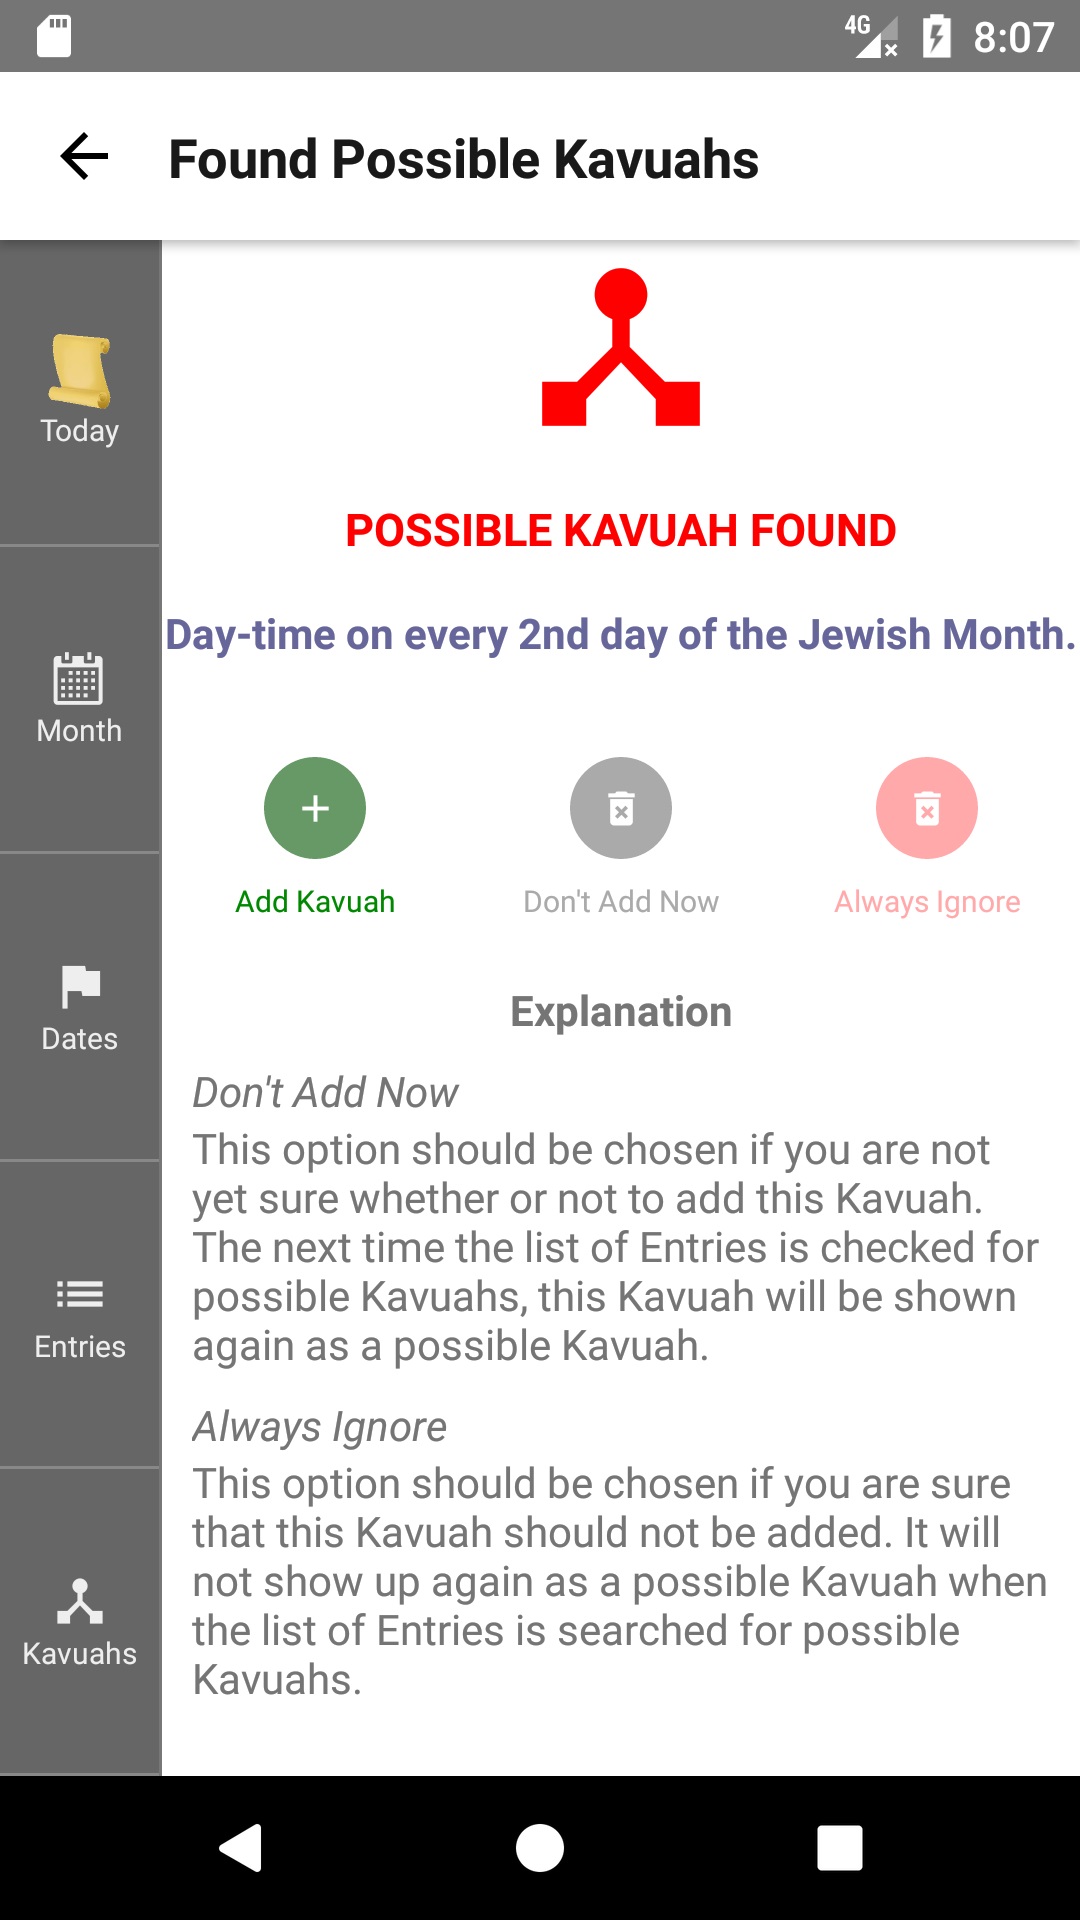 4G 8:07
Found Possible Kavuahs
Today
Month
Dates
Entries
Kavuahs
POSSIBLE KAVUAH FOUND
Day-time on every 2nd day of the Jewish Month.
Add Kavuah
Don't Add Now
Always Ignore
Explanation
Don't Add Now
This option should be chosen if you are not
yet sure whether or not to add this Kavuah.
The next time the list of Entries is checked for
possible Kavuahs, this Kavuah will be shown
again as a possible Kavuah.
Always Ignore
This option should be chosen if you are sure
that this Kavuah should not be added. It will
not show up again as a possible Kavuah when
the list of Entries is searched for possible
Kavuahs.